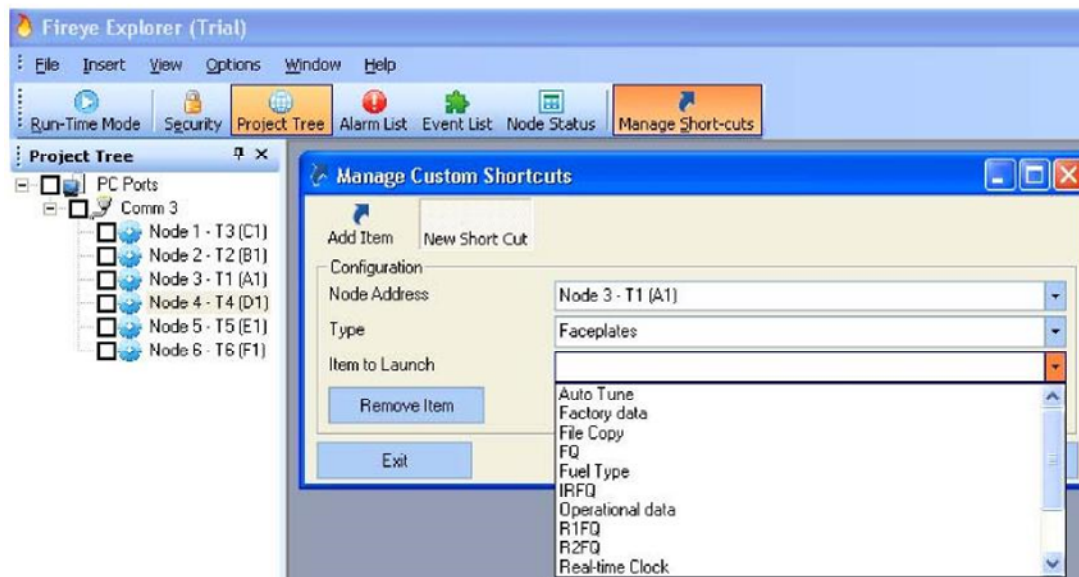 Fireye Explorer (Trial)
File Insert View Options Window Help
Run-Time Mode Security Project Tree Alarm List Event List Node Status Manage Short-cuts
Project Tree
PC Ports
Comm 3
Node 1 - T3 (C1)
Node 2 - T2 (B1)
Node 3 - T1 (A1)
Node 4 - T4 (D1)
Node 5 - T5 (E1)
Node 6 - T6 (F1)
Manage Custom Shortcuts
Add Item New Short Cut
Configuration
Node Address Node 3 - T1 (A1)
Type Faceplates
Item to Launch
Remove Item
Exit
Auto Tune
Factory data
File Copy
FQ
Fuel Type
IRFQ
Operational data
R1FQ
R2FQ
Real-time Clock